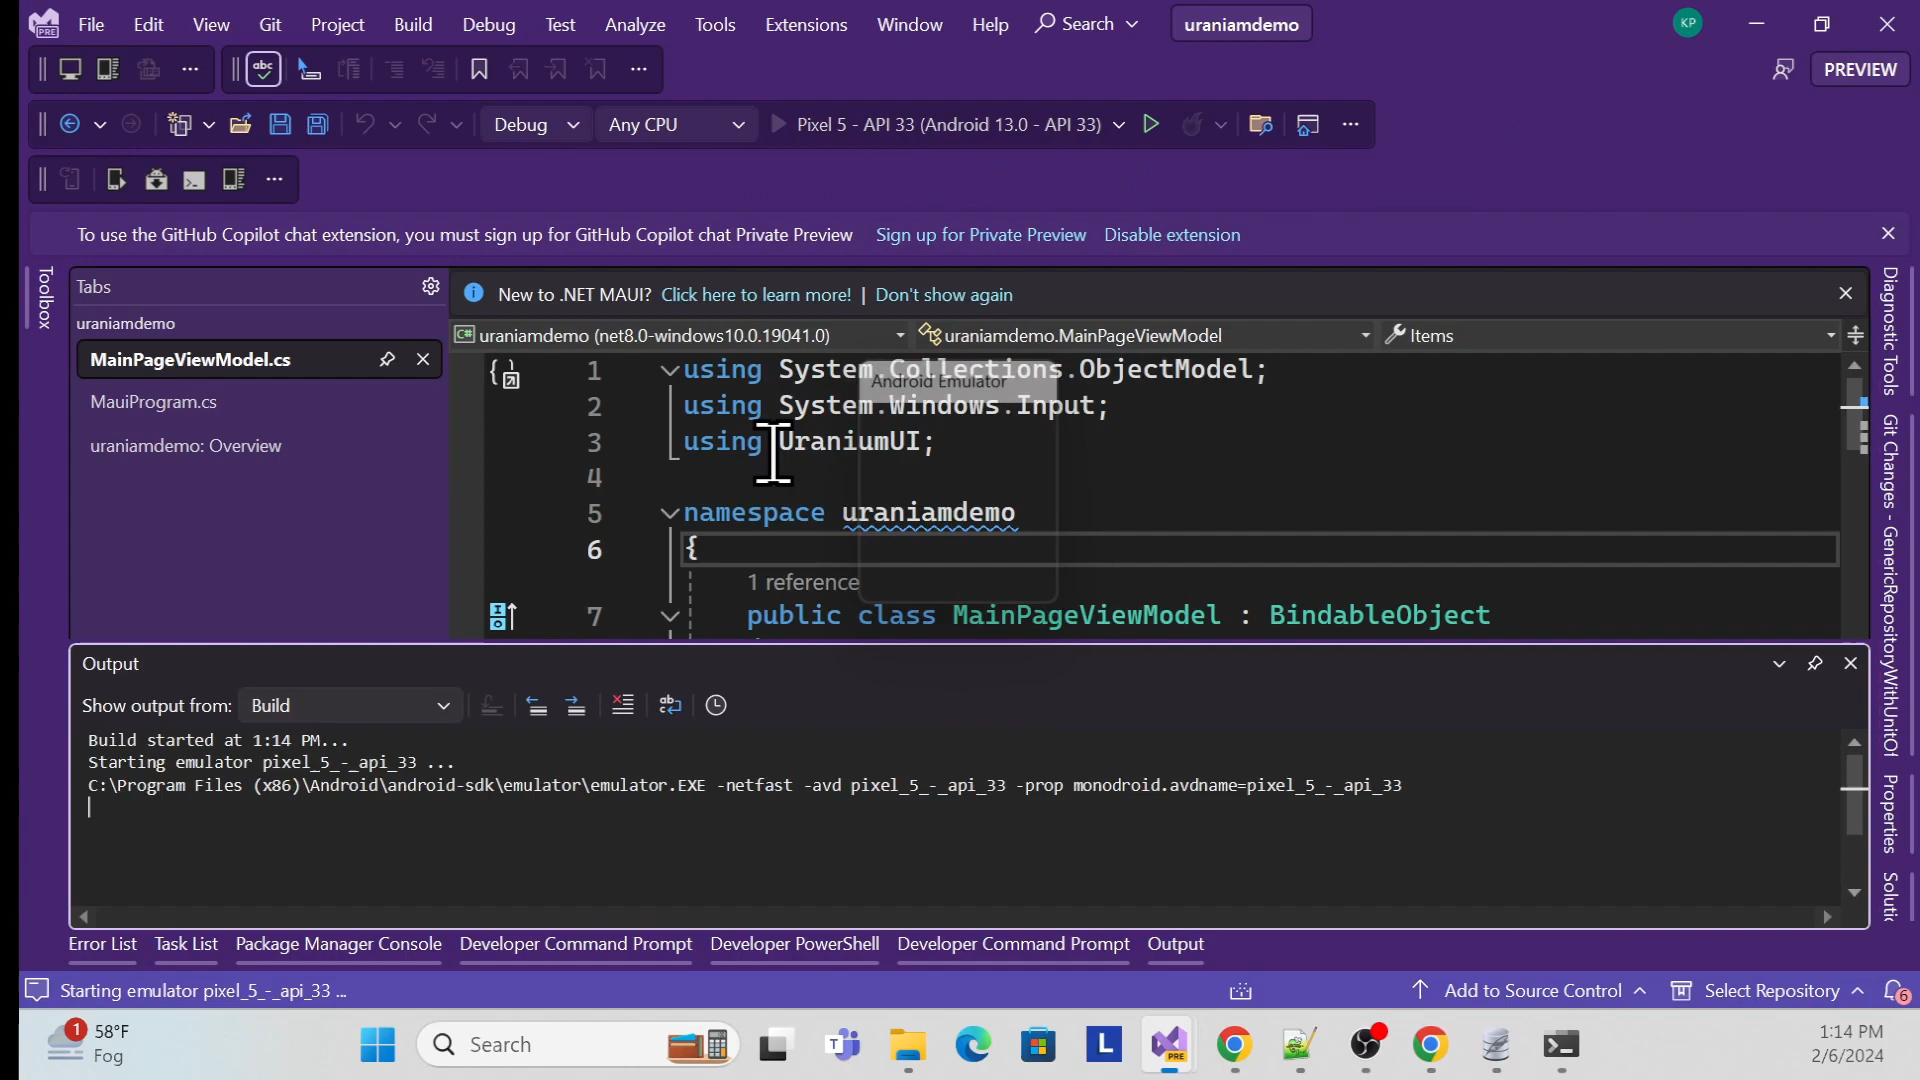 File Edit View Git Project Build Debug Test Analyze Tools Extensions Window Help Search uraniamdemo KP
PRE
abc PREVIEW
Debug Any CPU Pixel 5 - API 33 (Android 13.0 - API 33)
To use the GitHub Copilot chat extension, you must sign up for GitHub Copilot chat Private Preview Sign up for Private Preview Disable extension
Toolbox
Tabs
uraniamdemo
MainPageViewModel.cs
MauiProgram.cs
uraniamdemo: Overview
New to .NET MAUI? Click here to learn more! | Don't show again
C# uraniamdemo (net8.0-windows10.0.19041.0) uraniamdemo.MainPageViewModel Items
1 using System.Collections.ObjectModel;
Android Emulator
2 using System.Windows.Input;
3 using UraniumUI;
4
5 namespace uraniamdemo
6 {
1 reference
7 public class MainPageViewModel : BindableObject
Diagnostic Tools
Git Changes - GenericRepositoryWithUnitOf
Properties
Output
Show output from: Build
Build started at 1:14 PM...
Starting emulator pixel_5_-_api_33 ...
C:\Program Files (x86)\Android\android-sdk\emulator\emulator.EXE -netfast -avd pixel_5_-_api_33 -prop monodroid.avdname=pixel_5_-_api_33
Error List Task List Package Manager Console Developer Command Prompt Developer PowerShell Developer Command Prompt Output
Starting emulator pixel_5_-_api_33 ... Add to Source Control Select Repository 6
1 58°F
Fog
Search
L
PRE
1:14 PM
2/6/2024